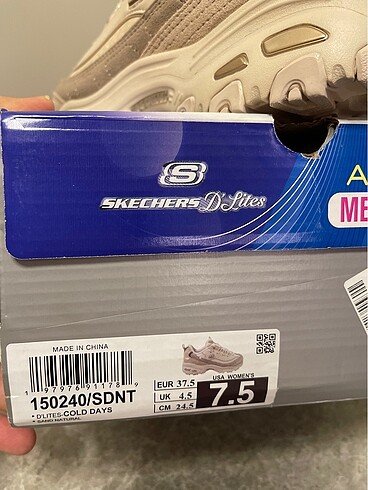 S
SKECHERS D'Lites
A
ME
MADE IN CHINA
1 97976 91178 9
150240/SDNT
* D'LITES-COLD DAYS
* SAND NATURAL
EUR 37.5
UK 4.5
CM 24.5
USA WOMEN'S
7.5